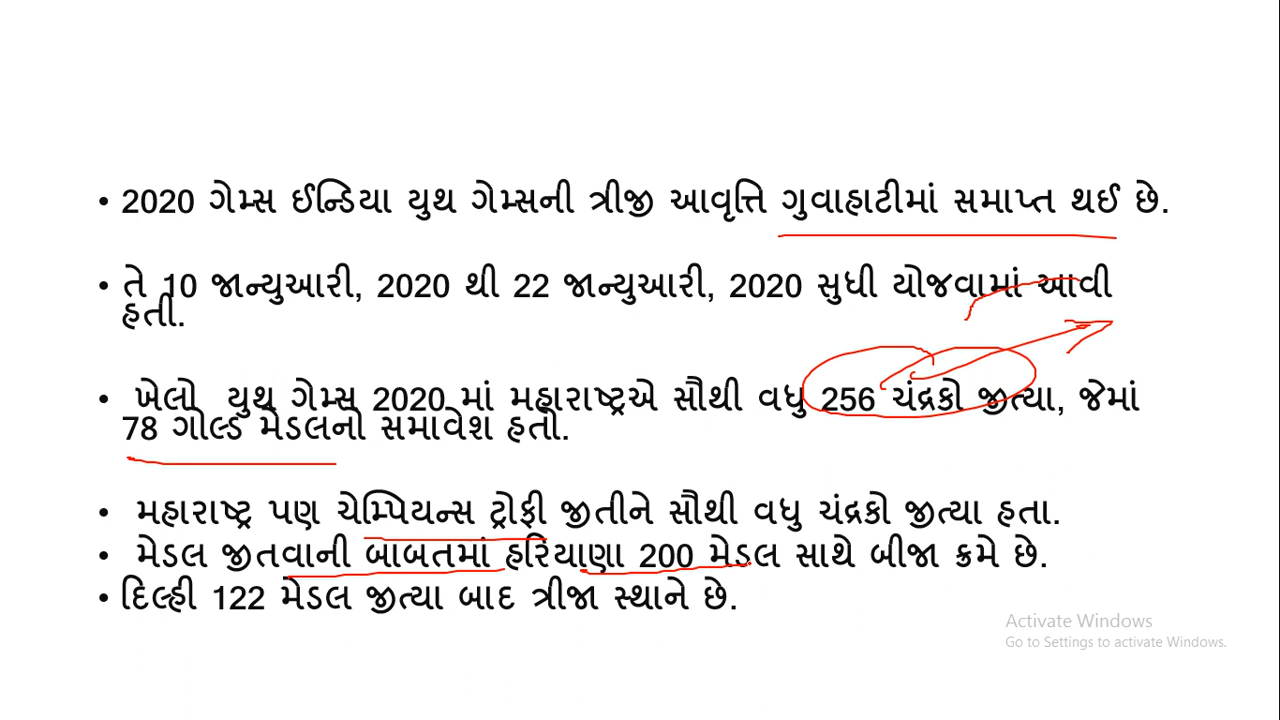 • 2020 ગેમ્સ ઈન્ડિયા યુથ ગેમ્સની ત્રીજી આવૃત્તિ ગુવાહાટીમાં સમાપ્ત થઈ છે.
• તે 10 જાન્યુઆરી, 2020 થી 22 જાન્યુઆરી, 2020 સુધી યોજવામાં આવી
હતી.
• ખેલો યુથ ગેમ્સ 2020 માં મહારાષ્ટ્રએ સૌથી વધુ 256 ચંદ્રકો જીત્યા, જેમાં
78 ગોલ્ડ મેડલનો સમાવેશ હતો.
• મહારાષ્ટ્ર પણ ચેમ્પિયન્સ ટ્રોફી જીતીને સૌથી વધુ ચંદ્રકો જીત્યા હતા.
• મેડલ જીતવાની બાબતમાં હરિયાણા 200 મેડલ સાથે બીજા ક્રમે છે.
• દિલ્હી 122 મેડલ જીત્યા બાદ ત્રીજા સ્થાને છે.
Activate Windows
Go to Settings to activate Windows.